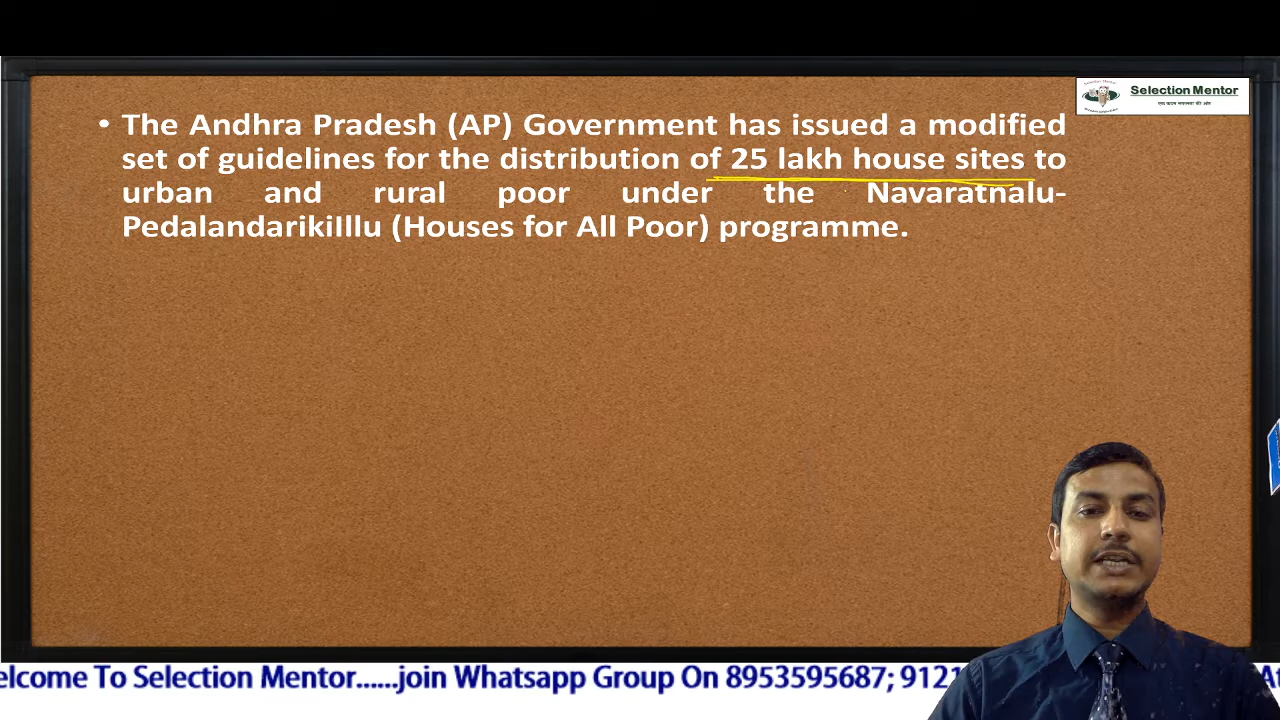 Selection Mentor
• The Andhra Pradesh (AP) Government has issued a modified
set of guidelines for the distribution of 25 lakh house sites to
urban and rural poor under the Navaratnalu-
PedalandarikiIllu (Houses for All Poor) programme.
elcome To Selection Mentor......join Whatsapp Group On 8953595687; 9121